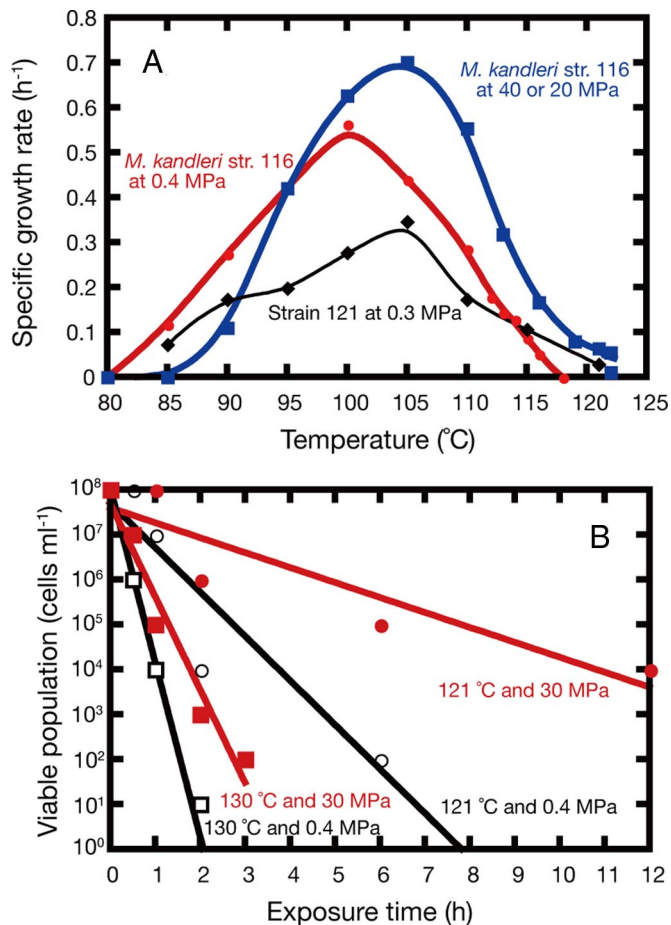 A
Specific growth rate (h⁻¹)
0.8
0.7
0.6
0.5
0.4
0.3
0.2
0.1
0
M. kandleri str. 116
at 40 or 20 MPa
M. kandleri str. 116
at 0.4 MPa
Strain 121 at 0.3 MPa
80 85 90 95 100 105 110 115 120 125
Temperature (°C)
B
Viable population (cells ml⁻¹)
10⁸
10⁷
10⁶
10⁵
10⁴
10³
10²
10¹
10⁰
121 °C and 30 MPa
130 °C and 30 MPa
121 °C and 0.4 MPa
130 °C and 0.4 MPa
0 1 2 3 4 5 6 7 8 9 10 11 12
Exposure time (h)